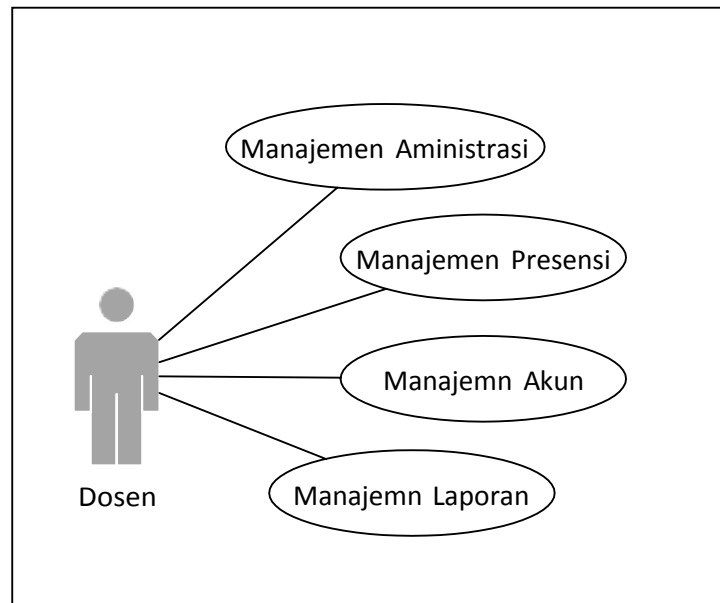 Manajemen Aministrasi
Manajemen Presensi
Manajemn Akun
Manajemn Laporan
Dosen